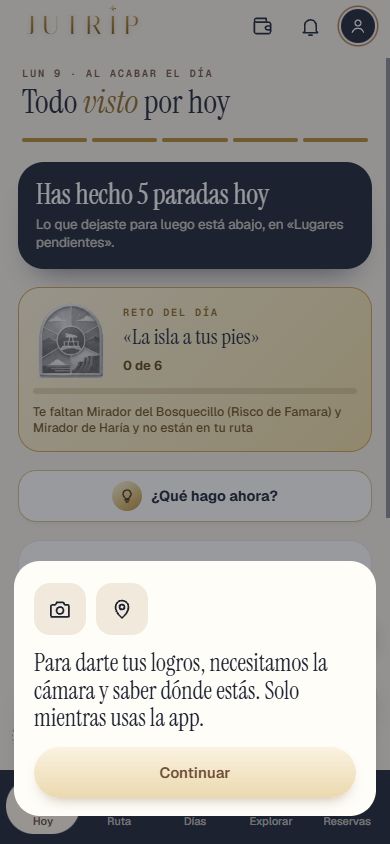 JUTRIP
LUN 9 · AL ACABAR EL DÍA
Todo visto por hoy
Has hecho 5 paradas hoy
Lo que dejaste para luego está abajo, en «Lugares
pendientes».
RETO DEL DÍA
«La isla a tus pies»
0 de 6
Te faltan Mirador del Bosquecillo (Risco de Famara) y
Mirador de Haría y no están en tu ruta
¿Qué hago ahora?
Para darte tus logros, necesitamos la
cámara y saber dónde estás. Solo
mientras usas la app.
Continuar
Hoy Ruta Días Explorar Reservas